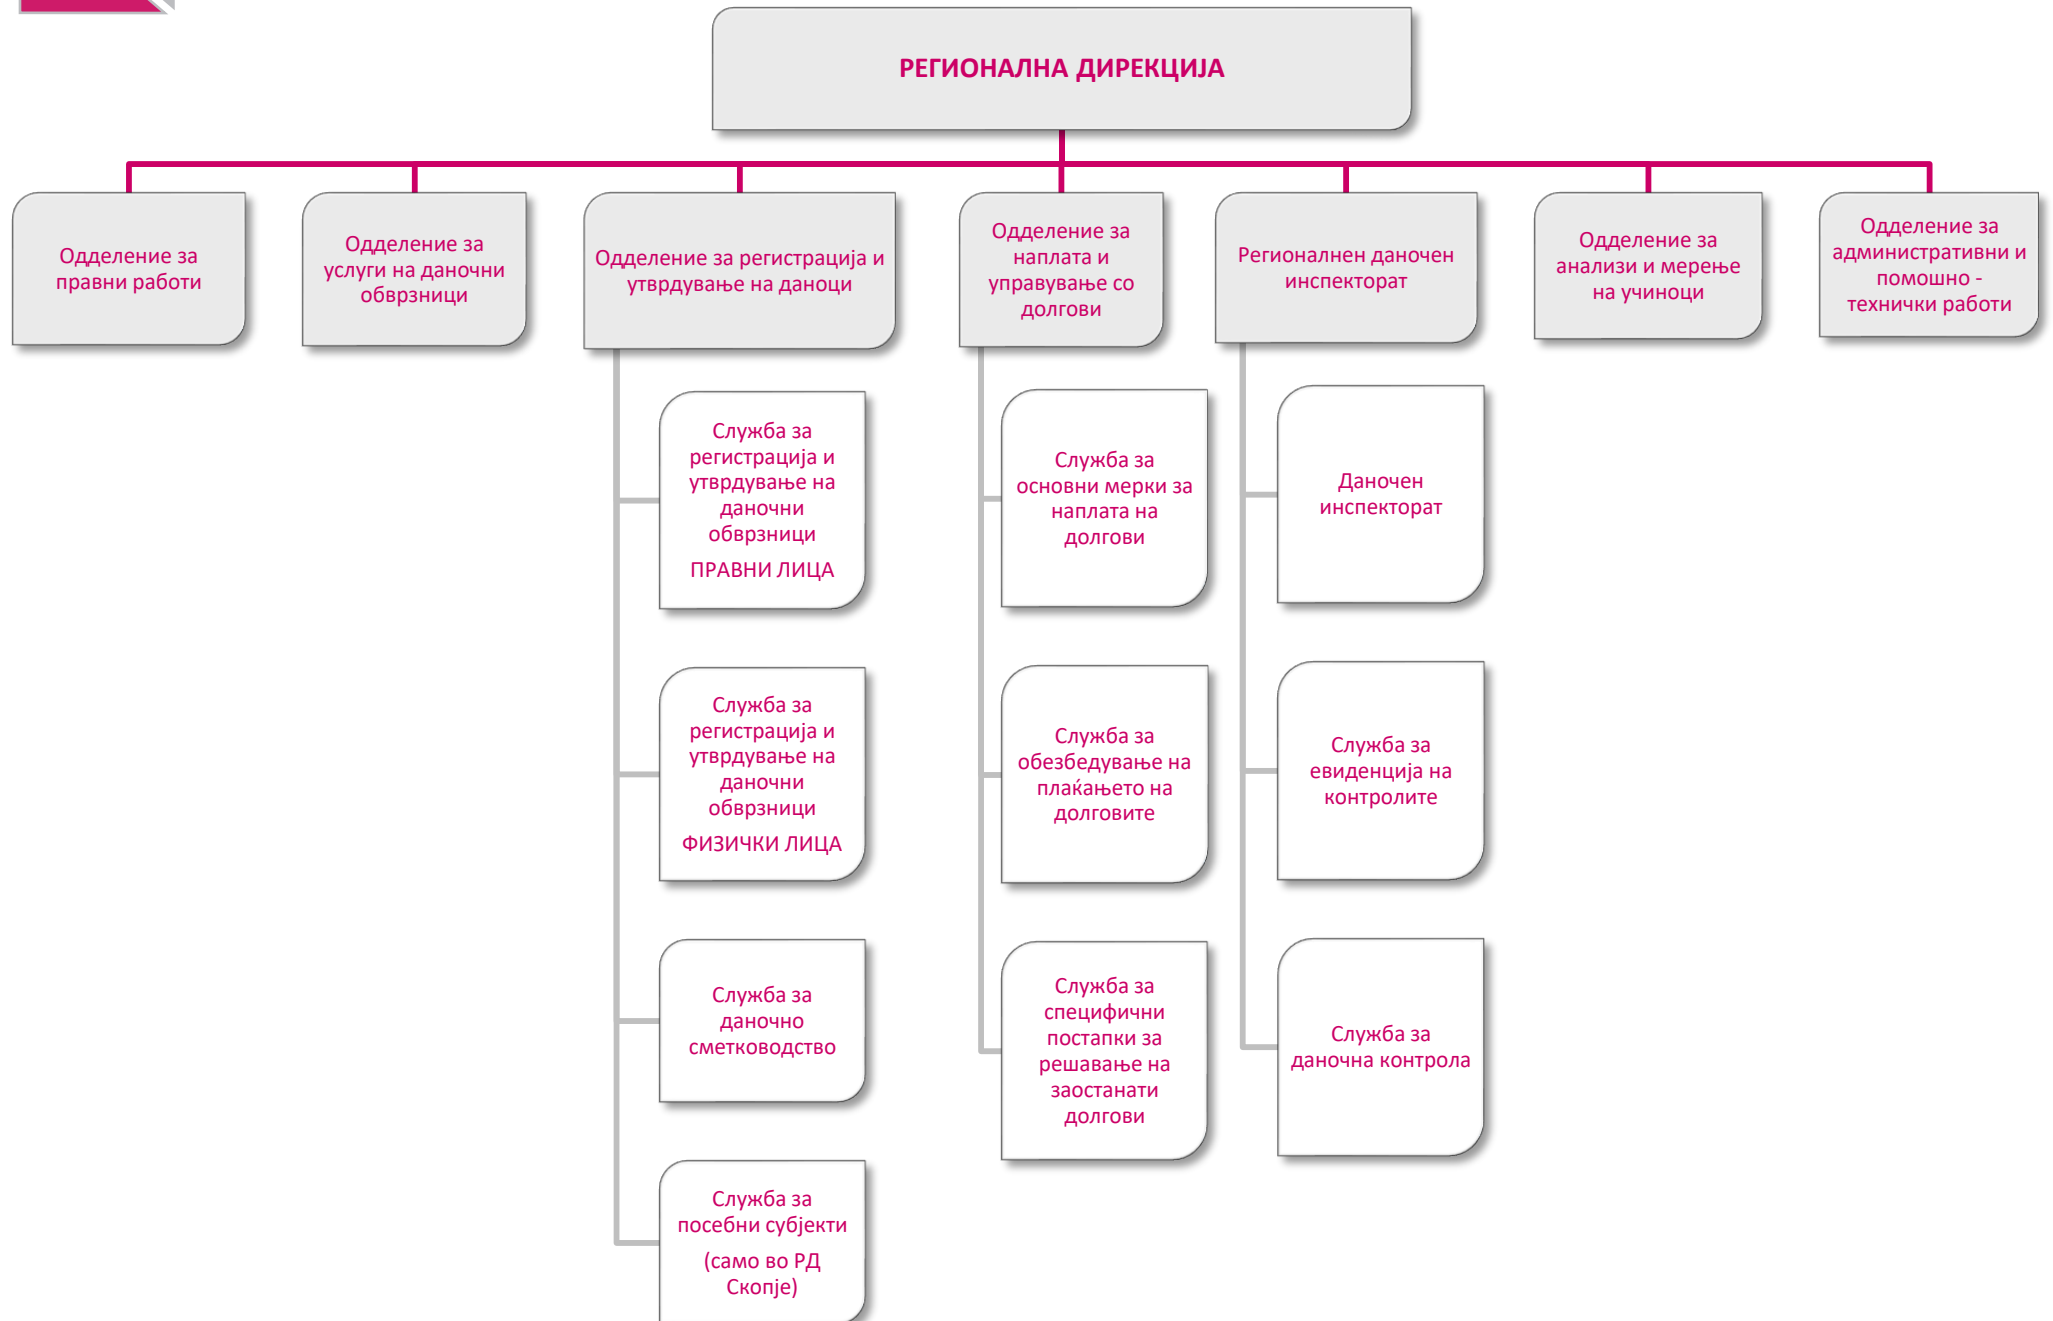 РЕГИОНАЛНА ДИРЕКЦИЈА
Одделение за
правни работи
Одделение за
услуги на даночни
обврзници
Одделение за регистрација и
утврдување на даноци
Одделение за
наплата и
управување со
долгови
Регионалнен даночен
инспекторат
Одделение за
анализи и мерење
на учиноци
Одделение за
административни и
помошно -
технички работи
Служба за
регистрација и
утврдување на
даночни
обврзници
ПРАВНИ ЛИЦА
Служба за
регистрација и
утврдување на
даночни
обврзници
ФИЗИЧКИ ЛИЦА
Служба за
даночно
сметководство
Служба за
посебни субјекти
(само во РД
Скопје)
Служба за
основни мерки за
наплата на
долгови
Служба за
обезбедување на
плаќањето на
долговите
Служба за
специфични
постапки за
решавање на
заостанати
долгови
Даночен
инспекторат
Служба за
евиденција на
контролите
Служба за
даночна контрола